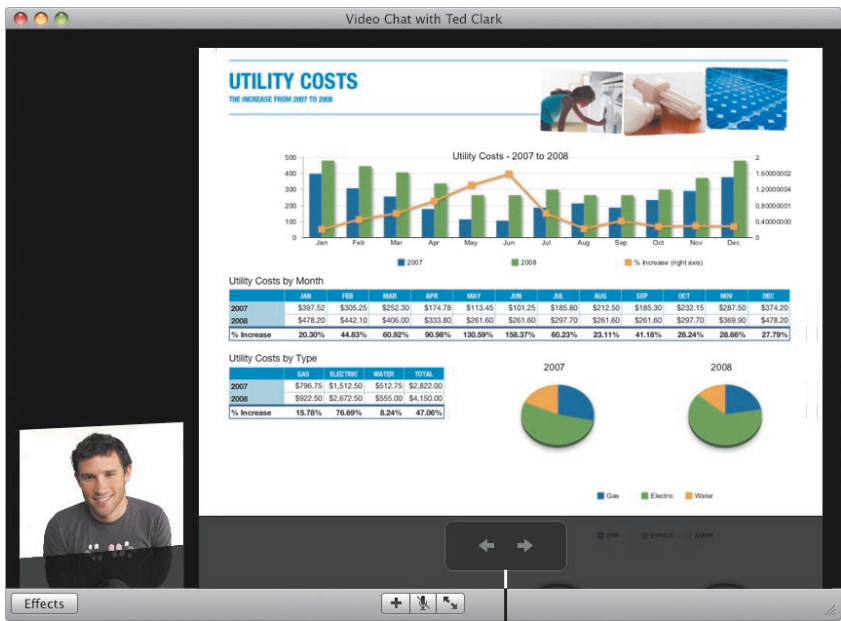 Video Chat with Ted Clark
UTILITY COSTS
THE INCREASE FROM 2007 TO 2008
Utility Costs - 2007 to 2008
500
400
300
200
100
0
2
1.60000002
1.20000004
0.80000001
0.40000000
0
Jan Feb Mar Apr May Jun Jul Aug Sep Oct Nov Dec
2007 2008 % Increase (right axis)
Utility Costs by Month
JAN FEB MAR APR MAY JUN JUL AUG SEP OCT NOV DEC
2007 $397.52 $305.25 $252.30 $174.78 $113.45 $101.25 $185.80 $212.50 $185.30 $232.15 $287.50 $374.20
2008 $478.20 $442.10 $406.00 $333.80 $261.60 $261.60 $297.70 $261.60 $261.60 $297.70 $369.90 $478.20
% Increase 20.30% 44.83% 60.92% 90.98% 130.59% 158.37% 60.23% 23.11% 41.18% 28.24% 28.66% 27.79%
Utility Costs by Type
GAS ELECTRIC WATER TOTAL
2007 $796.75 $1,512.50 $512.75 $2,822.00
2008 $922.50 $2,672.50 $555.00 $4,150.00
% Increase 15.78% 76.69% 8.24% 47.06%
2007 2008
Gas Electric Water
Gas Electric Water
Effects